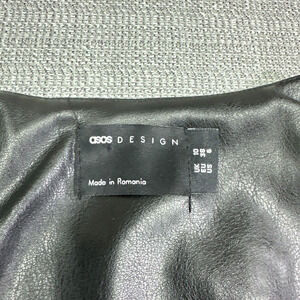 asos DESIGN
Made in Romania
UK 10
EU 38
US 6